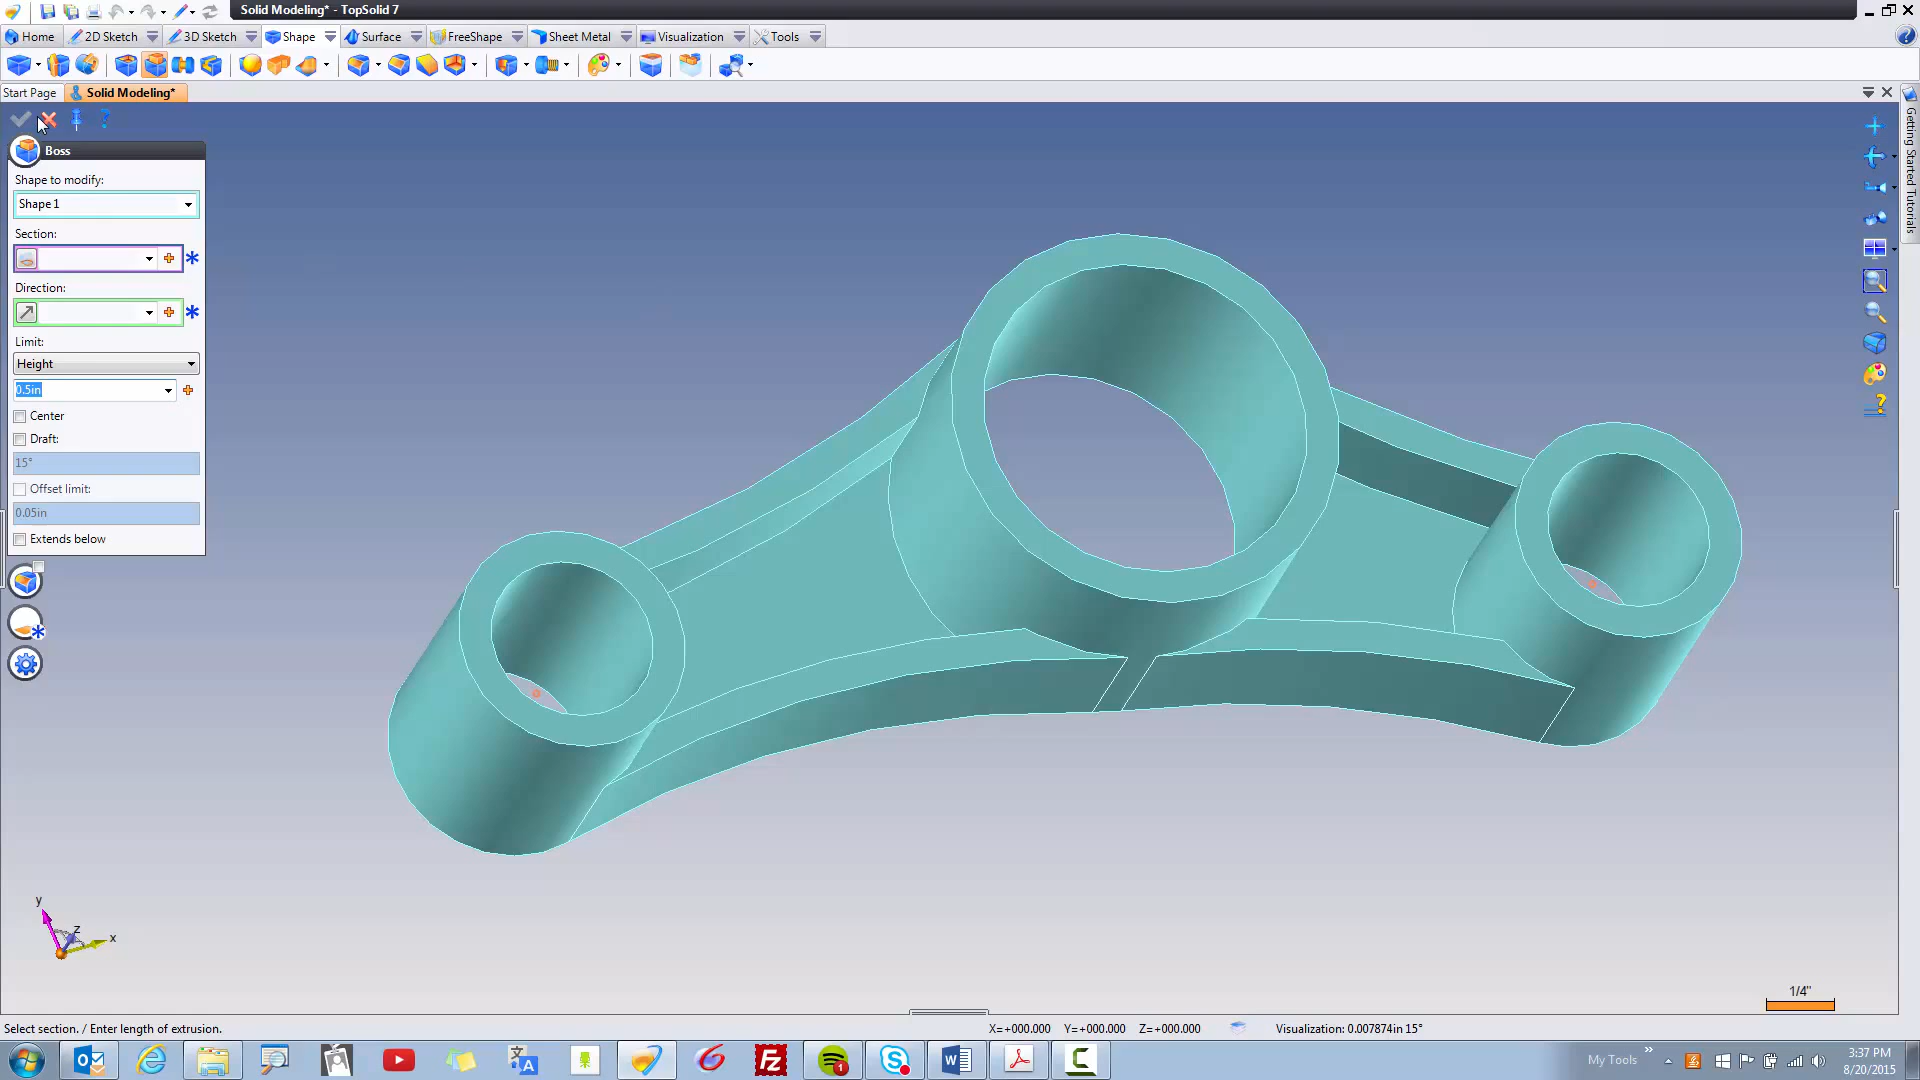 Solid Modeling* - TopSolid 7
Home 2D Sketch 3D Sketch Shape Surface FreeShape Sheet Metal Visualization Tools
Start Page Solid Modeling*
Getting Started Tutorials
Boss
Shape to modify:
Shape 1
Section:
Direction:
Limit:
Height
0.5in
Center
Draft:
15°
Offset limit:
0.05in
Extends below
y
z
x
1/4"
Select section. / Enter length of extrusion.
X=+000.000 Y=+000.000 Z=+000.000
Visualization: 0.007874in 15°
My Tools
3:37 PM
8/20/2015